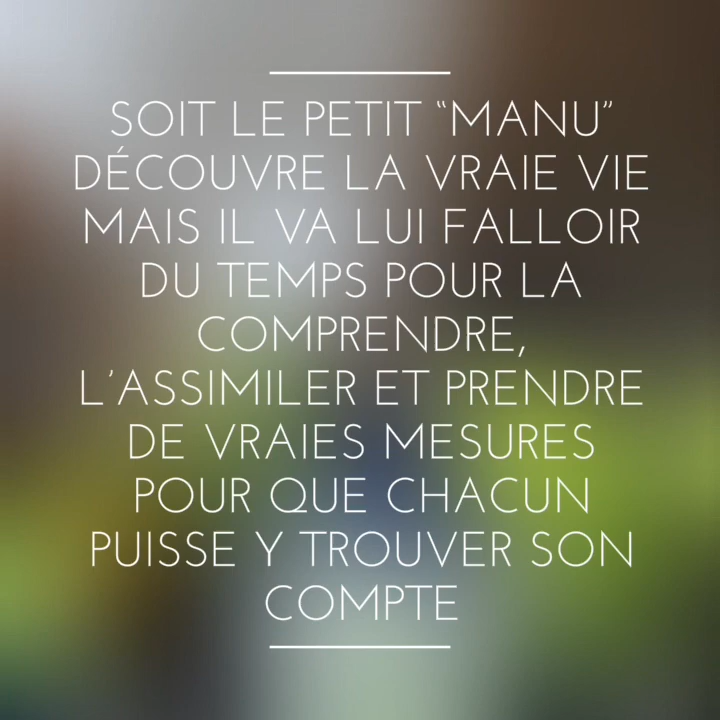 SOIT LE PETIT “MANU”
DÉCOUVRE LA VRAIE VIE
MAIS IL VA LUI FALLOIR
DU TEMPS POUR LA
COMPRENDRE,
L’ASSIMILER ET PRENDRE
DE VRAIES MESURES
POUR QUE CHACUN
PUISSE Y TROUVER SON
COMPTE